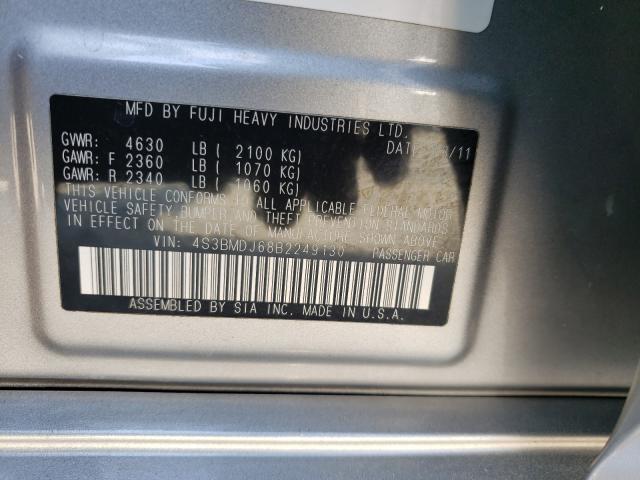 MFD BY FUJI HEAVY INDUSTRIES LTD.
DATE /11
GVWR: 4630 LB ( 2100 KG)
GAWR: F 2360 LB ( 1070 KG)
GAWR: R 2340 LB ( 1060 KG)
THIS VEHICLE CONFORMS TO ALL APPLICABLE FEDERAL MOTOR
VEHICLE SAFETY, BUMPER AND THEFT PREVENTION STANDARDS
IN EFFECT ON THE DATE OF MANUFACTURE SHOWN ABOVE.
VIN: 4S3BMDJ68B2249130 PASSENGER CAR
ASSEMBLED BY SIA INC. MADE IN U.S.A.